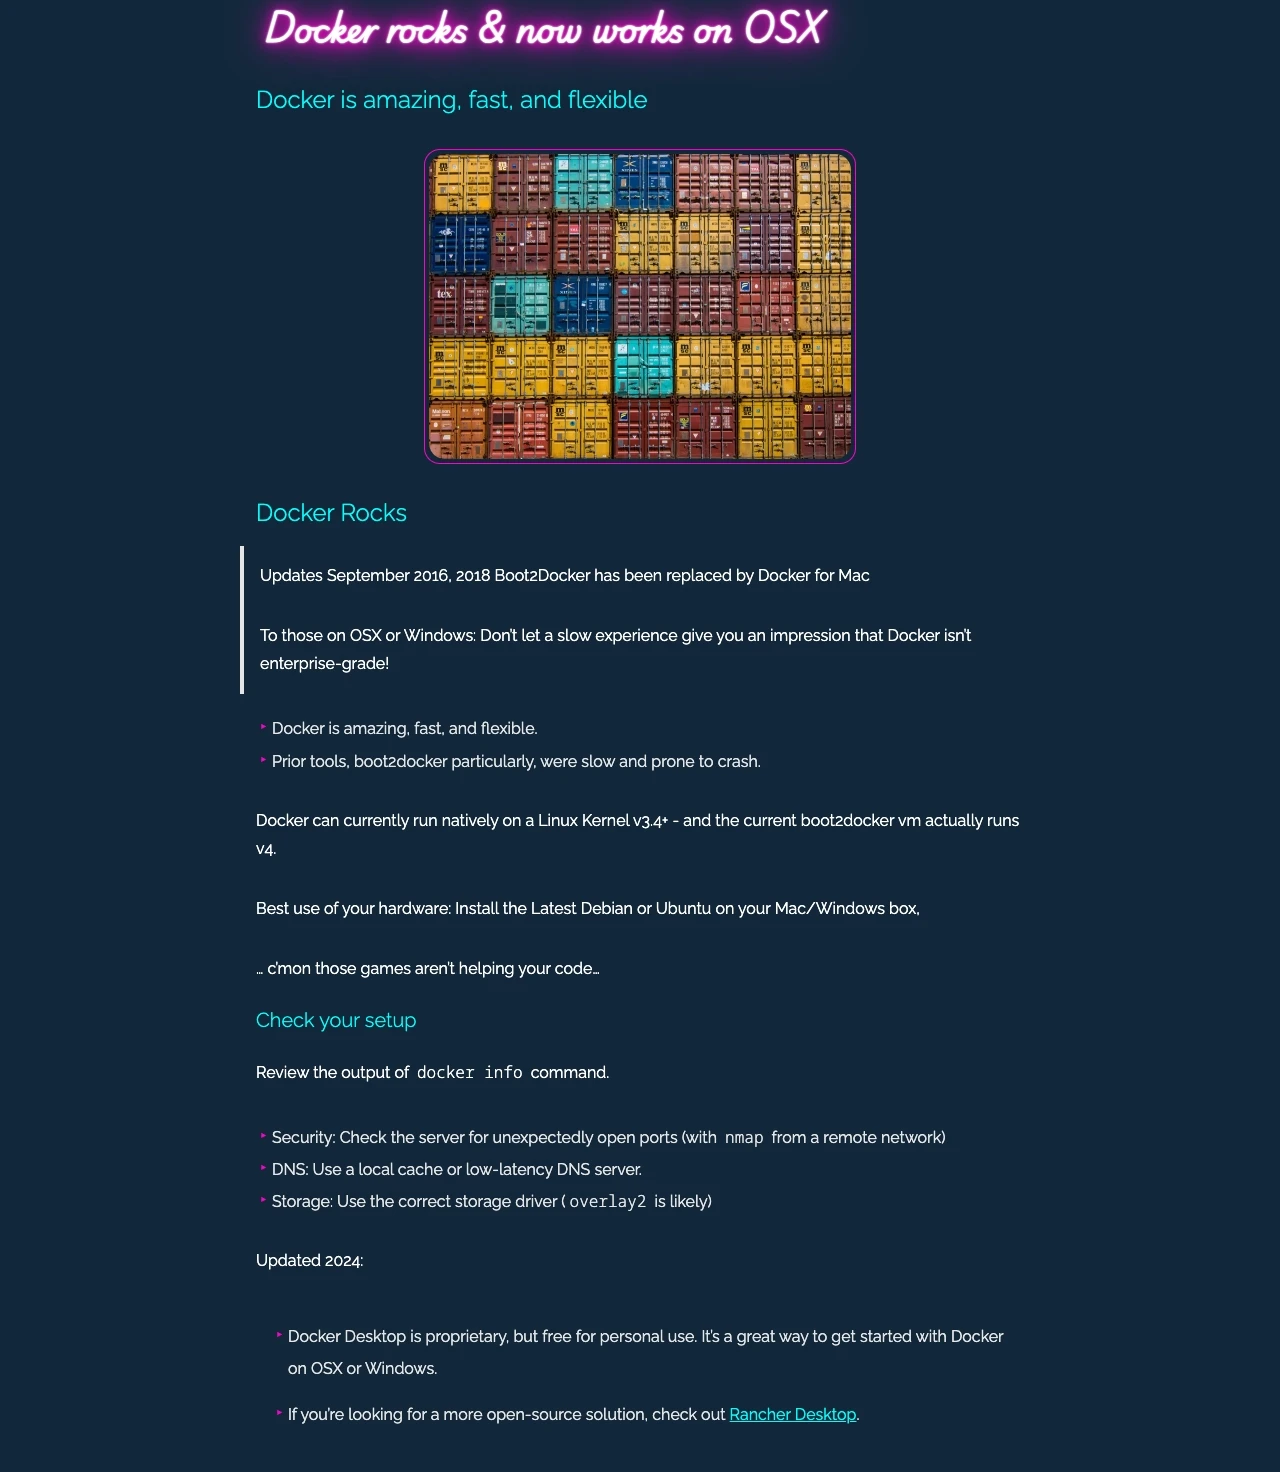 Docker rocks & now works on OSX
Docker is amazing, fast, and flexible
tex
Docker Rocks
Updates September 2016, 2018 Boot2Docker has been replaced by Docker for Mac
To those on OSX or Windows: Don’t let a slow experience give you an impression that Docker isn’t
enterprise-grade!
‣ Docker is amazing, fast, and flexible.
‣ Prior tools, boot2docker particularly, were slow and prone to crash.
Docker can currently run natively on a Linux Kernel v3.4+ - and the current boot2docker vm actually runs
v4.
Best use of your hardware: Install the Latest Debian or Ubuntu on your Mac/Windows box,
… c’mon those games aren’t helping your code…
Check your setup
Review the output of docker info command.
‣ Security: Check the server for unexpectedly open ports (with nmap from a remote network)
‣ DNS: Use a local cache or low-latency DNS server.
‣ Storage: Use the correct storage driver ( overlay2 is likely)
Updated 2024:
‣ Docker Desktop is proprietary, but free for personal use. It’s a great way to get started with Docker
on OSX or Windows.
‣ If you’re looking for a more open-source solution, check out Rancher Desktop.